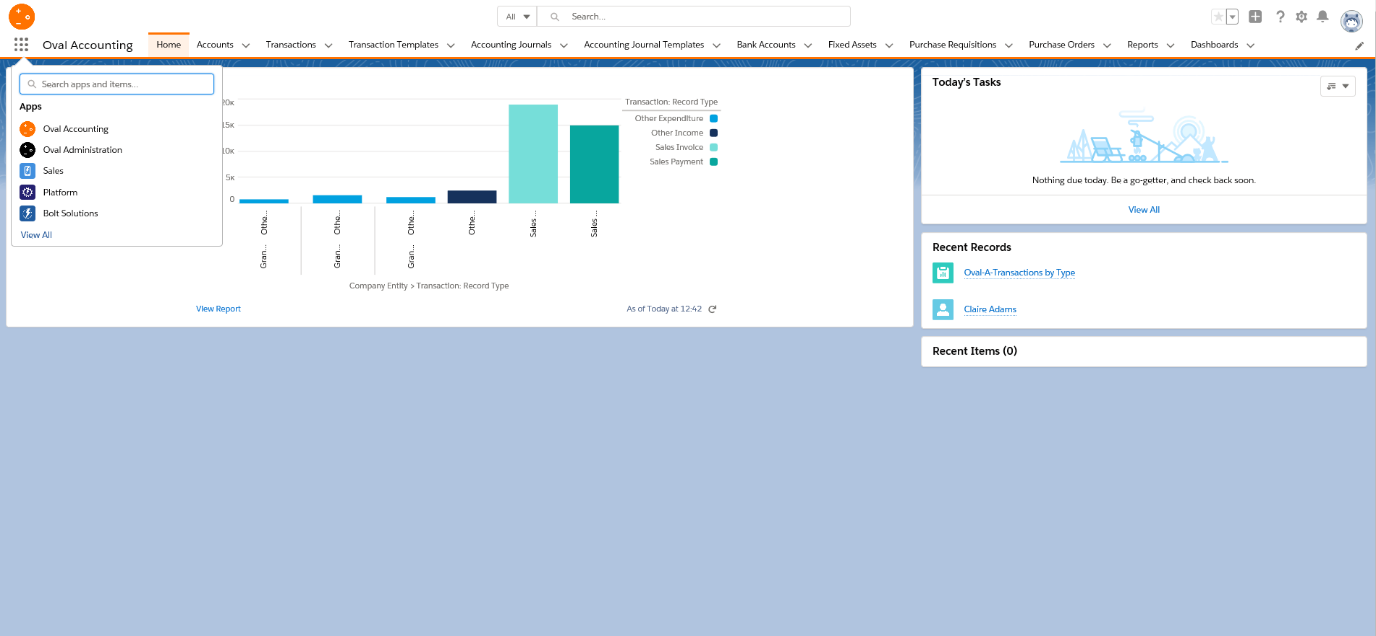 All
Search...
Oval Accounting
Home
Accounts
Transactions
Transaction Templates
Accounting Journals
Accounting Journal Templates
Bank Accounts
Fixed Assets
Purchase Requisitions
Purchase Orders
Reports
Dashboards
Search apps and items...
Apps
Oval Accounting
Oval Administration
Sales
Platform
Bolt Solutions
View All
20K
15K
10K
5K
0
Othe...
Othe...
Othe...
Othe...
Sales ...
Sales ...
Gran...
Gran...
Gran...
Company Entity > Transaction: Record Type
Transaction: Record Type
Other Expenditure
Other Income
Sales Invoice
Sales Payment
View Report
As of Today at 12:42
Today's Tasks
Nothing due today. Be a go-getter, and check back soon.
View All
Recent Records
Oval-A-Transactions by Type
Claire Adams
Recent Items (0)